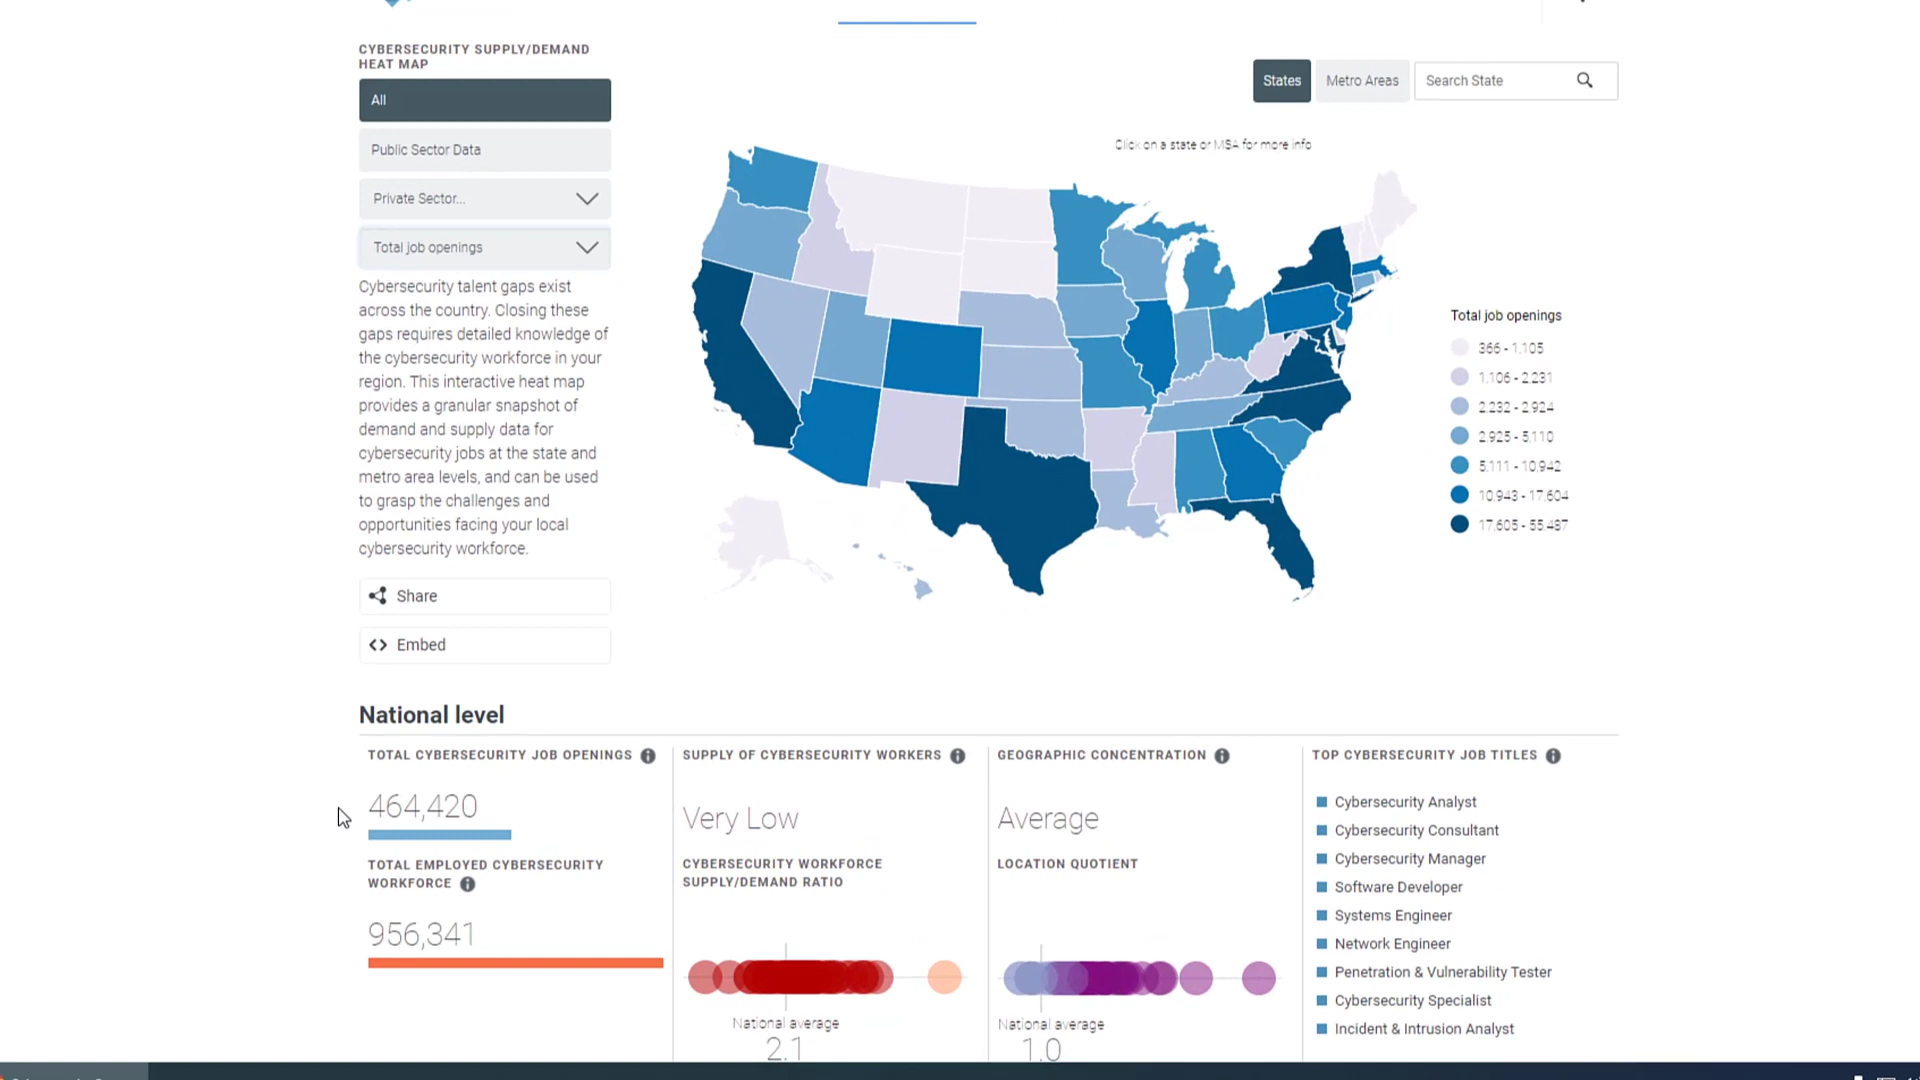 CYBERSECURITY SUPPLY/DEMAND
HEAT MAP
All
Public Sector Data
Private Sector...
Total job openings
Cybersecurity talent gaps exist
across the country. Closing these
gaps requires detailed knowledge of
the cybersecurity workforce in your
region. This interactive heat map
provides a granular snapshot of
demand and supply data for
cybersecurity jobs at the state and
metro area levels, and can be used
to grasp the challenges and
opportunities facing your local
cybersecurity workforce.
Share
Embed
States
Metro Areas
Search State
Click on a state or MSA for more info
Total job openings
366 - 1,105
1,106 - 2,231
2,232 - 2,924
2,925 - 5,110
5,111 - 10,942
10,943 - 17,604
17,605 - 55,487
National level
TOTAL CYBERSECURITY JOB OPENINGS
464,420
TOTAL EMPLOYED CYBERSECURITY
WORKFORCE
956,341
SUPPLY OF CYBERSECURITY WORKERS
Very Low
CYBERSECURITY WORKFORCE
SUPPLY/DEMAND RATIO
National average
2.1
GEOGRAPHIC CONCENTRATION
Average
LOCATION QUOTIENT
National average
1.0
TOP CYBERSECURITY JOB TITLES
Cybersecurity Analyst
Cybersecurity Consultant
Cybersecurity Manager
Software Developer
Systems Engineer
Network Engineer
Penetration & Vulnerability Tester
Cybersecurity Specialist
Incident & Intrusion Analyst